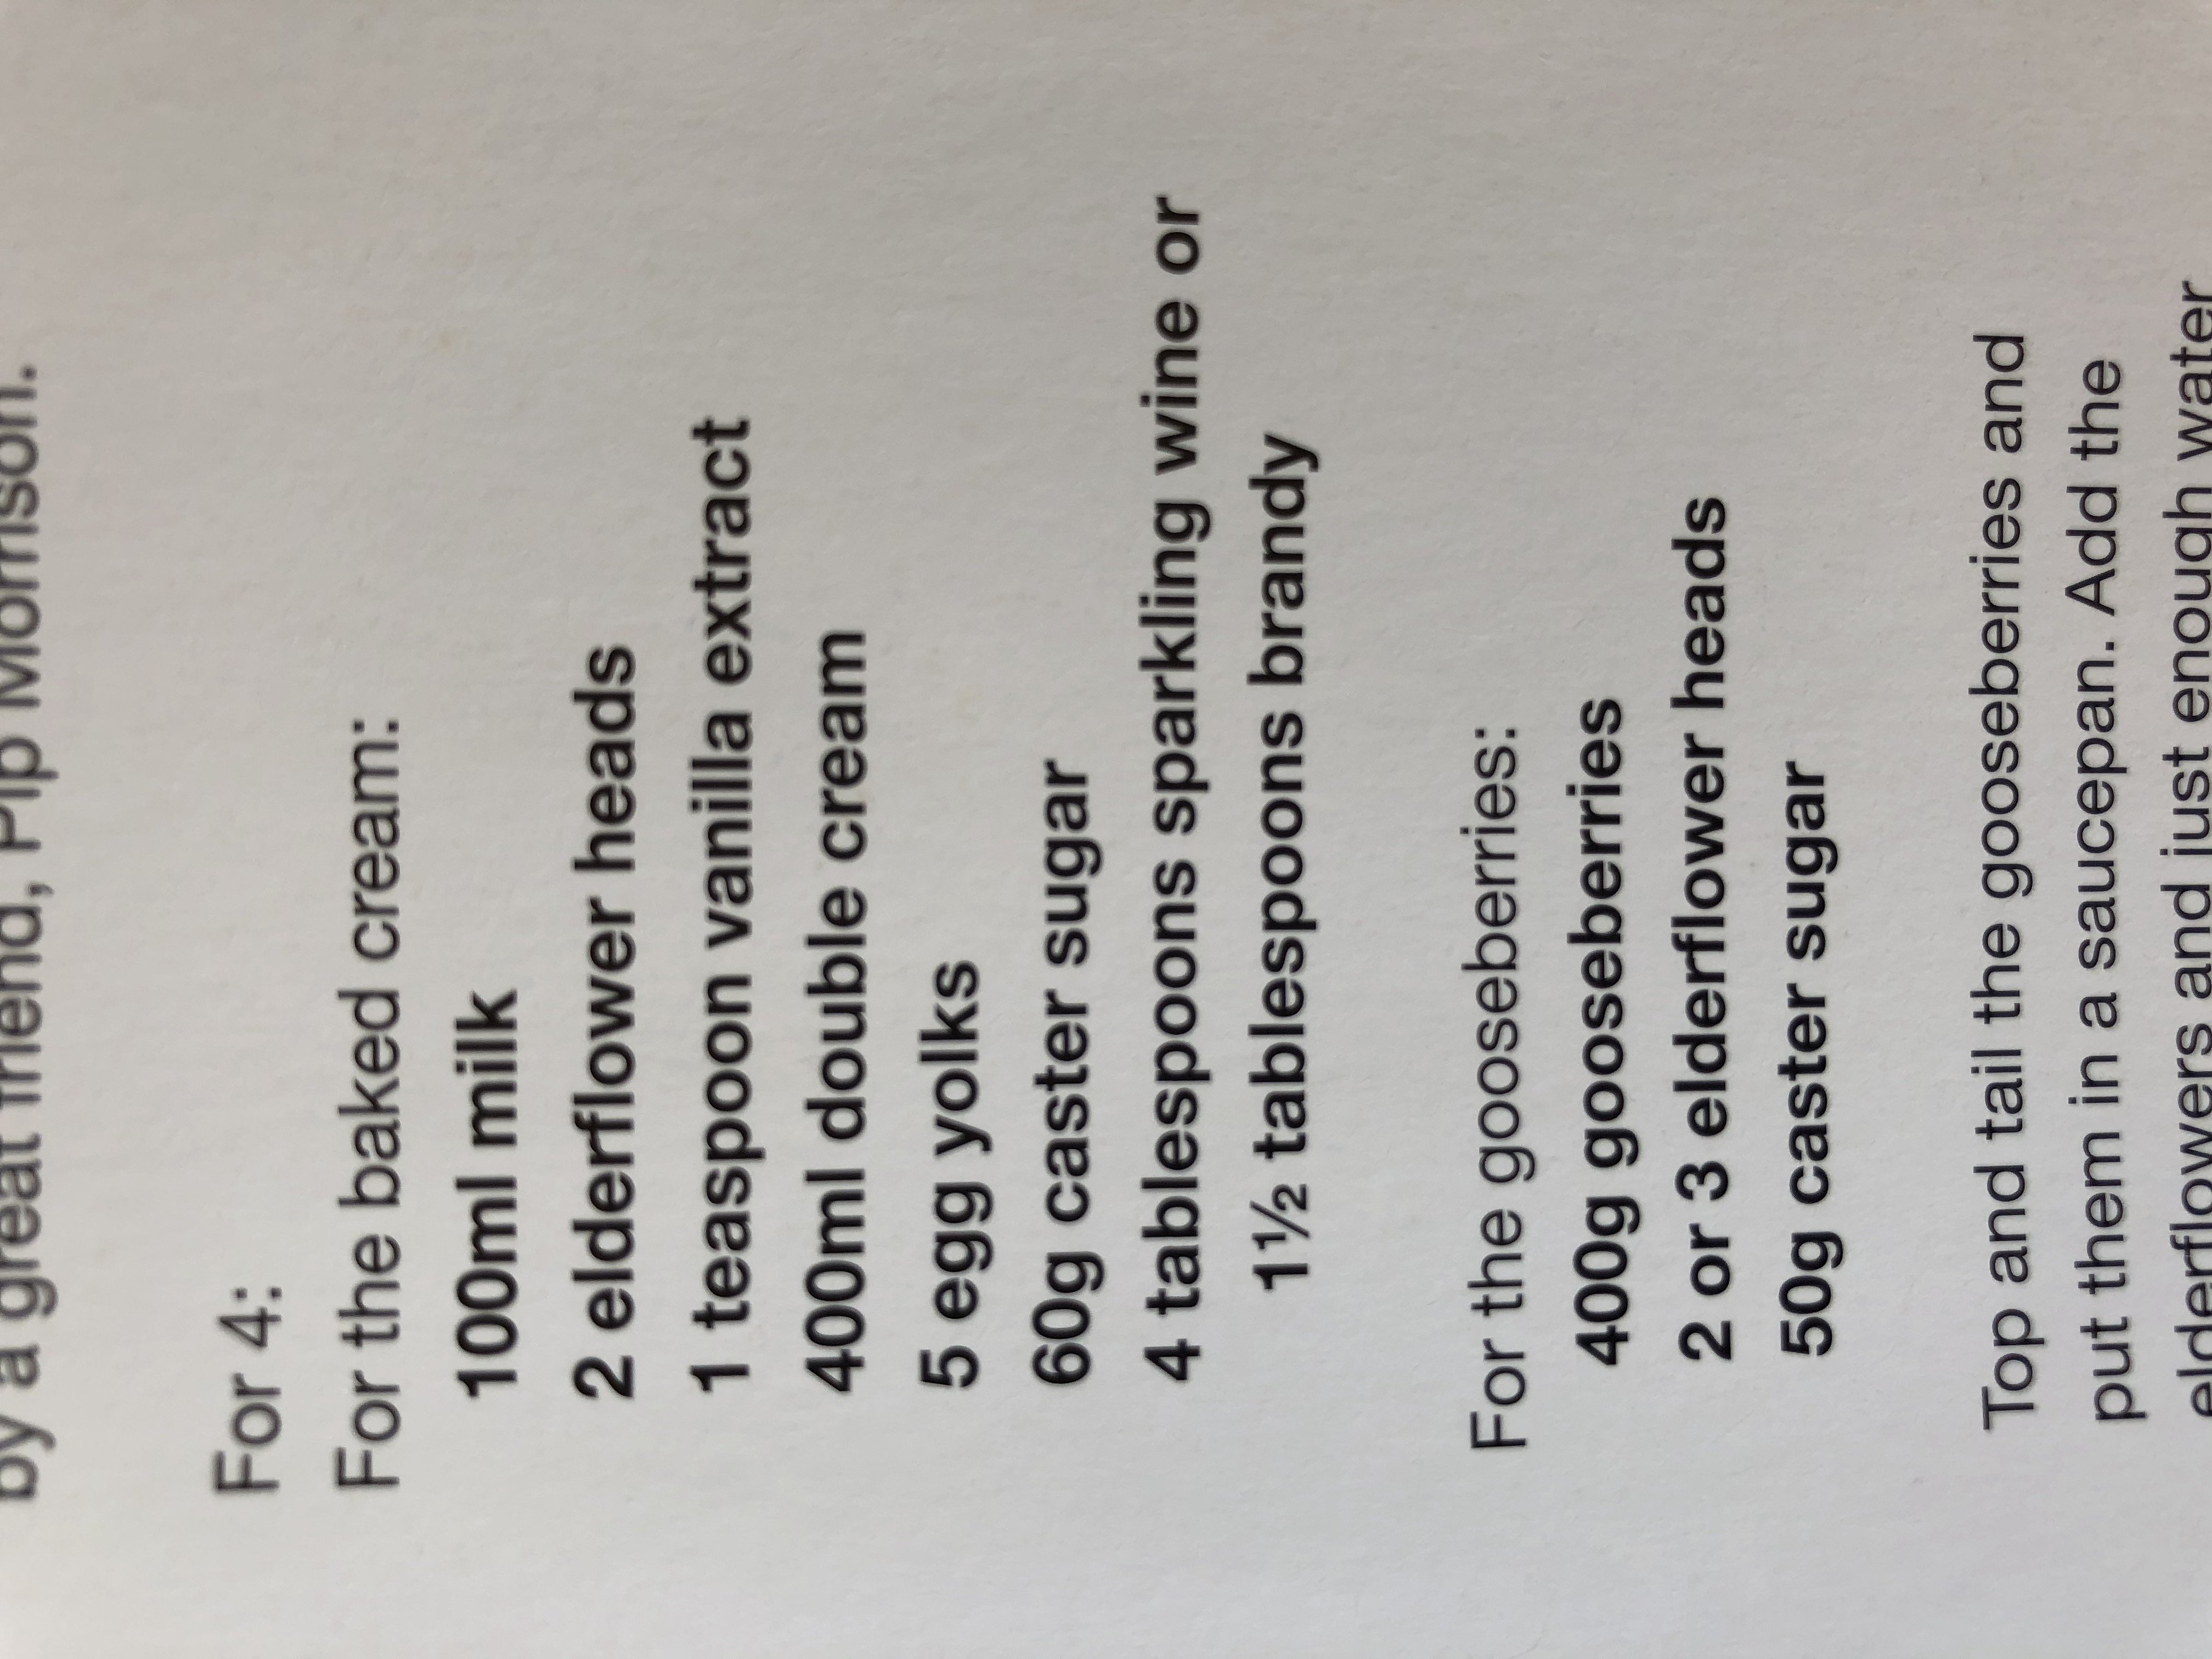 by a great friend, Pip Morrison.
For 4:
For the baked cream:
100ml milk
2 elderflower heads
1 teaspoon vanilla extract
400ml double cream
5 egg yolks
60g caster sugar
4 tablespoons sparkling wine or
1½ tablespoons brandy
For the gooseberries:
400g gooseberries
2 or 3 elderflower heads
50g caster sugar
Top and tail the gooseberries and
put them in a saucepan. Add the
elderflowers and just enough water